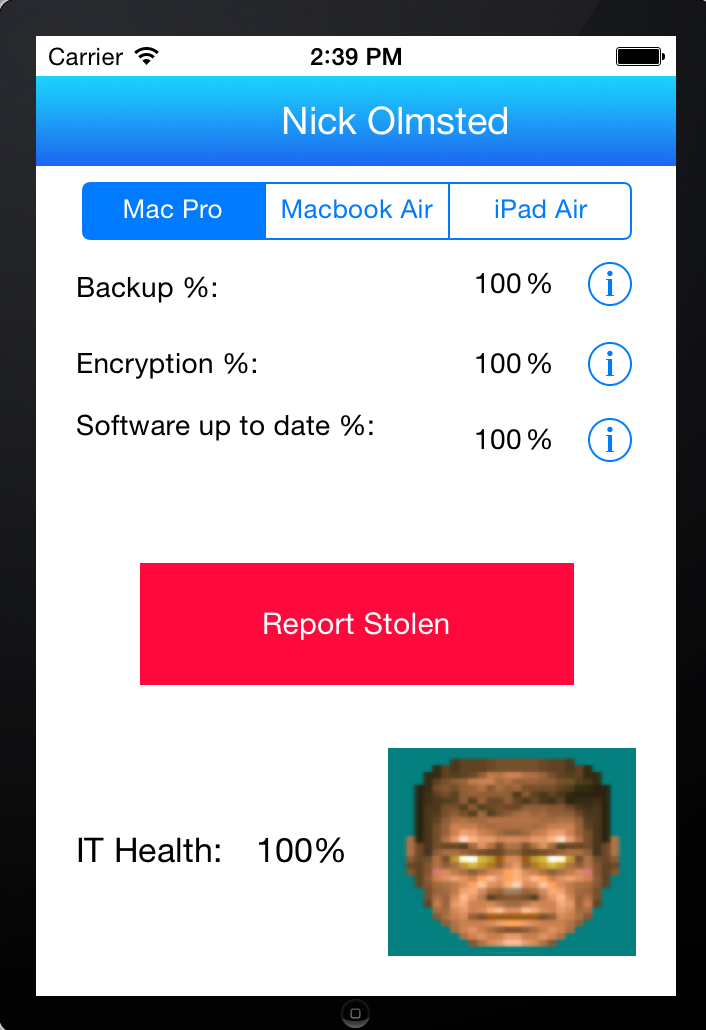 Carrier 2:39 PM
Nick Olmsted
Mac Pro Macbook Air iPad Air
Backup %: 100 % i
Encryption %: 100 % i
Software up to date %: 100 % i
Report Stolen
IT Health: 100%